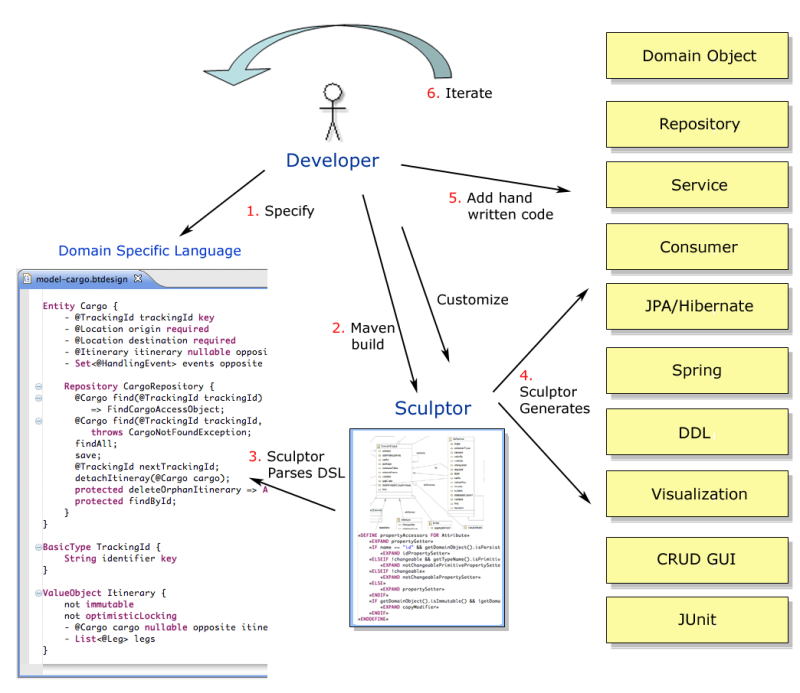 6. Iterate
Developer
1. Specify
5. Add hand
written code
Domain Specific Language
Customize
2. Maven
build
model-cargo.btdesign
Entity Cargo {
- @TrackingId trackingId key
- @Location origin required
- @Location destination required
- @Itinerary itinerary nullable opposi
- Set<@HandlingEvent> events opposite
Repository CargoRepository {
@Cargo find(@TrackingId trackingId)
=> FindCargoAccessObject;
@Cargo find(@TrackingId trackingId,
throws CargoNotFoundException;
findAll;
save;
@TrackingId nextTrackingId;
detachItineray(@Cargo cargo);
protected deleteOrphanItinerary => A
protected findById;
}
}
BasicType TrackingId {
String identifier key
}
ValueObject Itinerary {
not immutable
not optimisticLocking
- @Cargo cargo nullable opposite itine
- List<@Leg> legs
}
3. Sculptor
Parses DSL
Sculptor
«DEFINE propertyAccessors FOR Attribute»
«EXPAND propertyGetter»
«IF name == "id" && getDomainObject().isPersist
«EXPAND idPropertySetter»
«ELSEIF !changeable && getTypeName().isPrimitiv
«EXPAND notChangeablePrimitivePropertySette
«ELSEIF !changeable»
«EXPAND notChangeablePropertySetter»
«ELSE»
«EXPAND propertySetter»
«ENDIF»
«IF getDomainObject().isImmutable() && !getDoma
«EXPAND copyModifier»
«ENDIF»
«ENDDEFINE»
4.
Sculptor
Generates
Domain Object
Repository
Service
Consumer
JPA/Hibernate
Spring
DDL
Visualization
CRUD GUI
JUnit